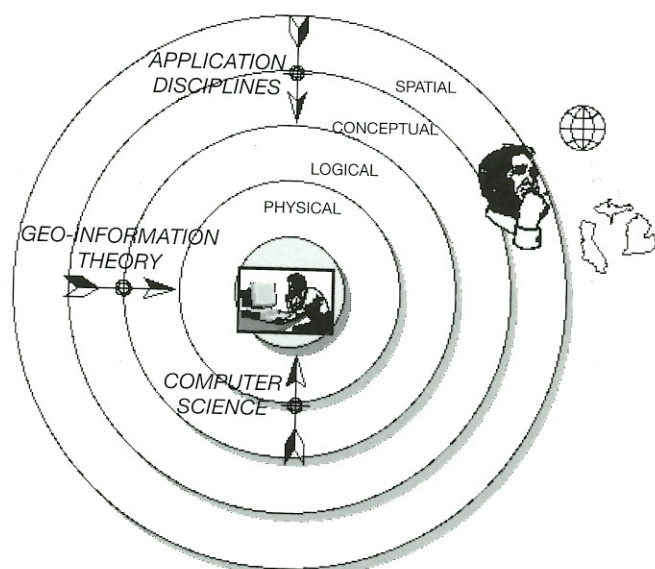 APPLICATION
DISCIPLINES
SPATIAL
CONCEPTUAL
LOGICAL
PHYSICAL
GEO-INFORMATION
THEORY
COMPUTER
SCIENCE